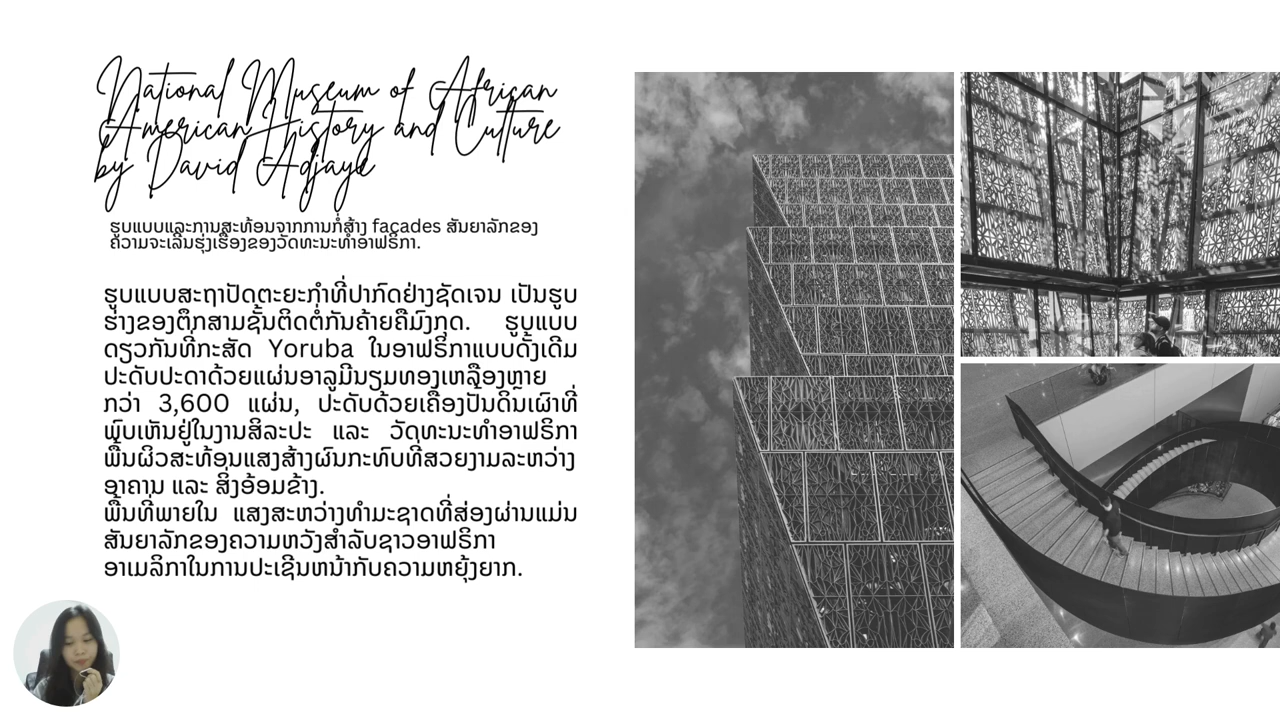 National Museum of African
American History and Culture
by David Adjaye
ຮູບແບບແລະການສະທ້ອນຈາກການກໍ່ສ້າງ facades ສັນຍາລັກຂອງ
ຄວາມຈະເລີນຮຸ່ງເຮືອງຂອງວັດທະນະທຳອາຟຣິກາ.
ຮູບແບບສະຖາປັດຕະຍະກຳທີ່ປາກົດຢ່າງຊັດເຈນ ເປັນຮູບ
ຮ່າງຂອງຕຶກສາມຊັ້ນຕິດຕໍ່ກັນຄ້າຍຄືມົງກຸດ. ຮູບແບບ
ດຽວກັນທີ່ກະສັດ Yoruba ໃນອາຟຣິກາແບບດັ້ງເດີມ
ປະດັບປະດາດ້ວຍແຜ່ນອາລູມີນຽມທອງເຫລືອງຫຼາຍ
ກວ່າ 3,600 ແຜ່ນ, ປະດັບດ້ວຍເຄື່ອງປັ້ນດິນເຜົາທີ່
ພົບເຫັນຢູ່ໃນງານສິລະປະ ແລະ ວັດທະນະທຳອາຟຣິກາ
ພື້ນຜິວສະທ້ອນແສງສ້າງຜົນກະທົບທີ່ສວຍງາມລະຫວ່າງ
ອາຄານ ແລະ ສິ່ງອ້ອມຂ້າງ.
ພື້ນທີ່ພາຍໃນ ແສງສະຫວ່າງທຳມະຊາດທີ່ສ່ອງຜ່ານແມ່ນ
ສັນຍາລັກຂອງຄວາມຫວັງສຳລັບຊາວອາຟຣິກາ
ອາເມລິກາໃນການປະເຊີນຫນ້າກັບຄວາມຫຍຸ້ງຍາກ.